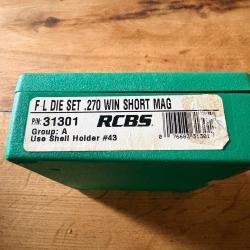 F L DIE SET .270 WIN SHORT MAG
P/N: 31301 RCBS
Group: A
Use Shell Holder #43